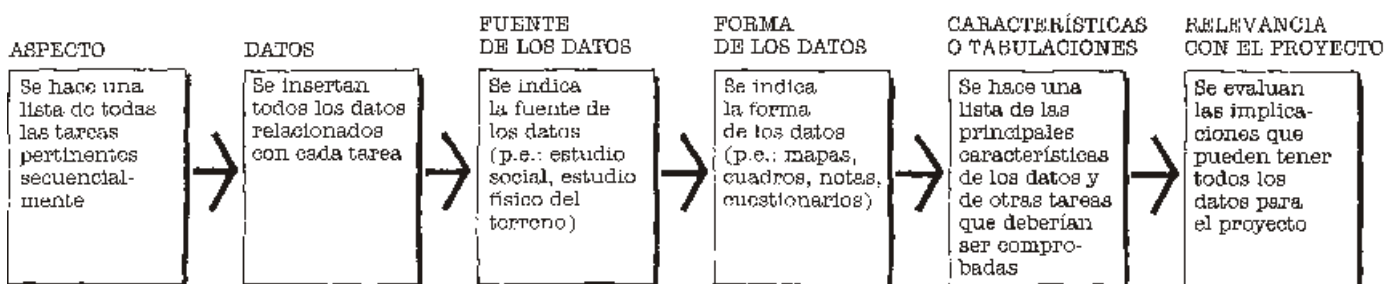 ASPECTO
Se hace una
lista de todas
las tareas
pertinentes
secuencial-
mente
DATOS
Se insertan
todos los datos
relacionados
con cada tarea
FUENTE
DE LOS DATOS
Se indica
la fuente de
los datos
(p.e.: estudio
social, estudio
físico del
terreno)
FORMA
DE LOS DATOS
Se indica
la forma
de los datos
(p.e.: mapas,
cuadros, notas,
cuestionarios)
CARACTERÍSTICAS
O TABULACIONES
Se hace una
lista de las
principales
características
de los datos y
de otras tareas
que deberían
ser compro-
badas
RELEVANCIA
CON EL PROYECTO
Se evaluan
las implica-
ciones que
pueden tener
todos los
datos para
el proyecto